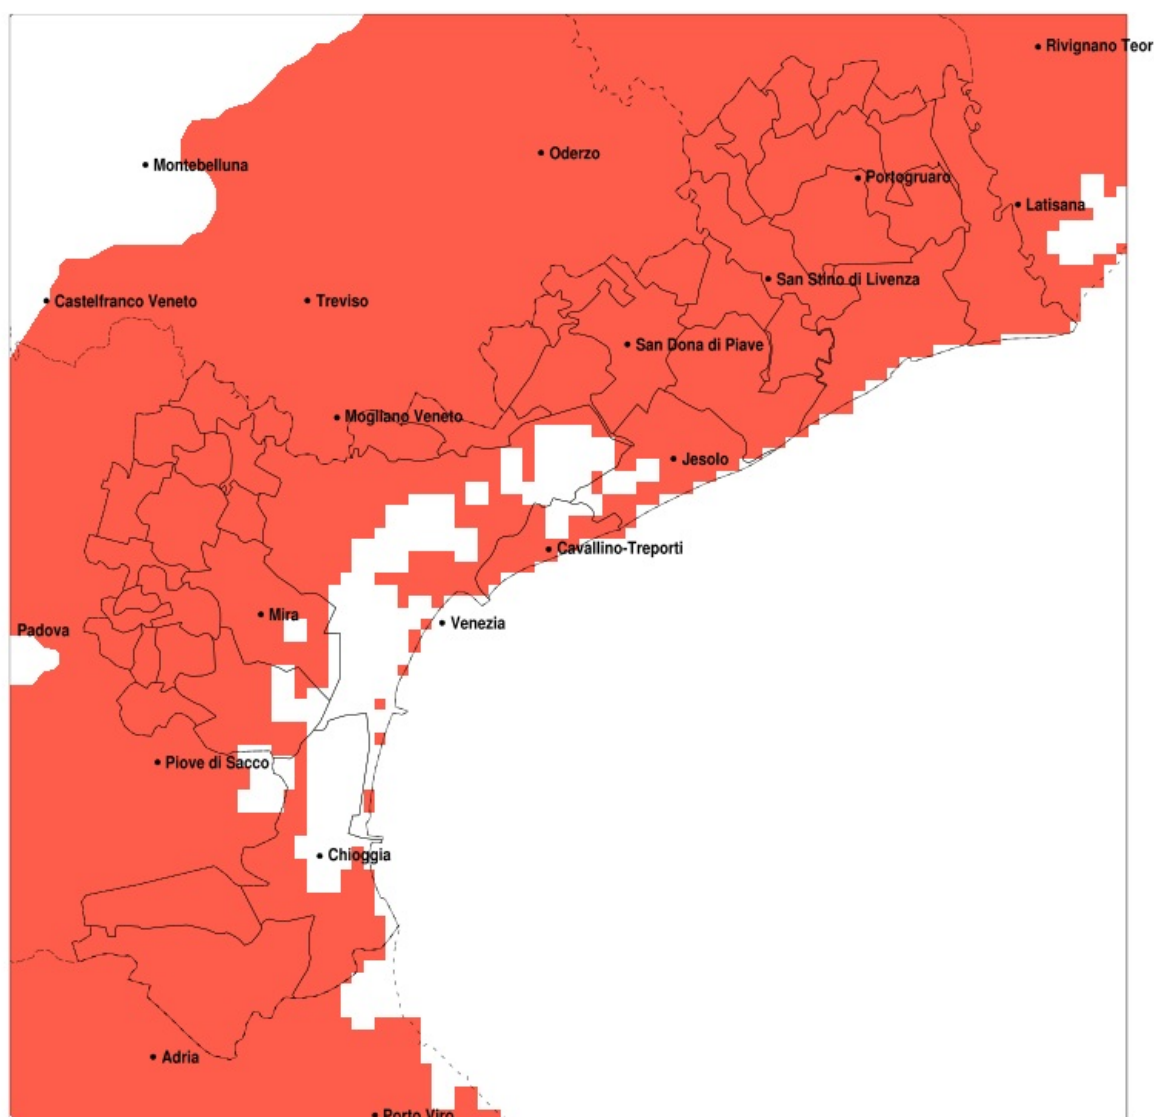 Rivignano Teor
Oderzo
Montebelluna
Portogruaro
Latisana
San Stino di Livenza
Castelfranco Veneto
Treviso
San Dona di Piave
Mogliano Veneto
Jesolo
Cavallino-Treporti
Mira
Venezia
Padova
Piove di Sacco
Chioggia
Adria
Porto Viro